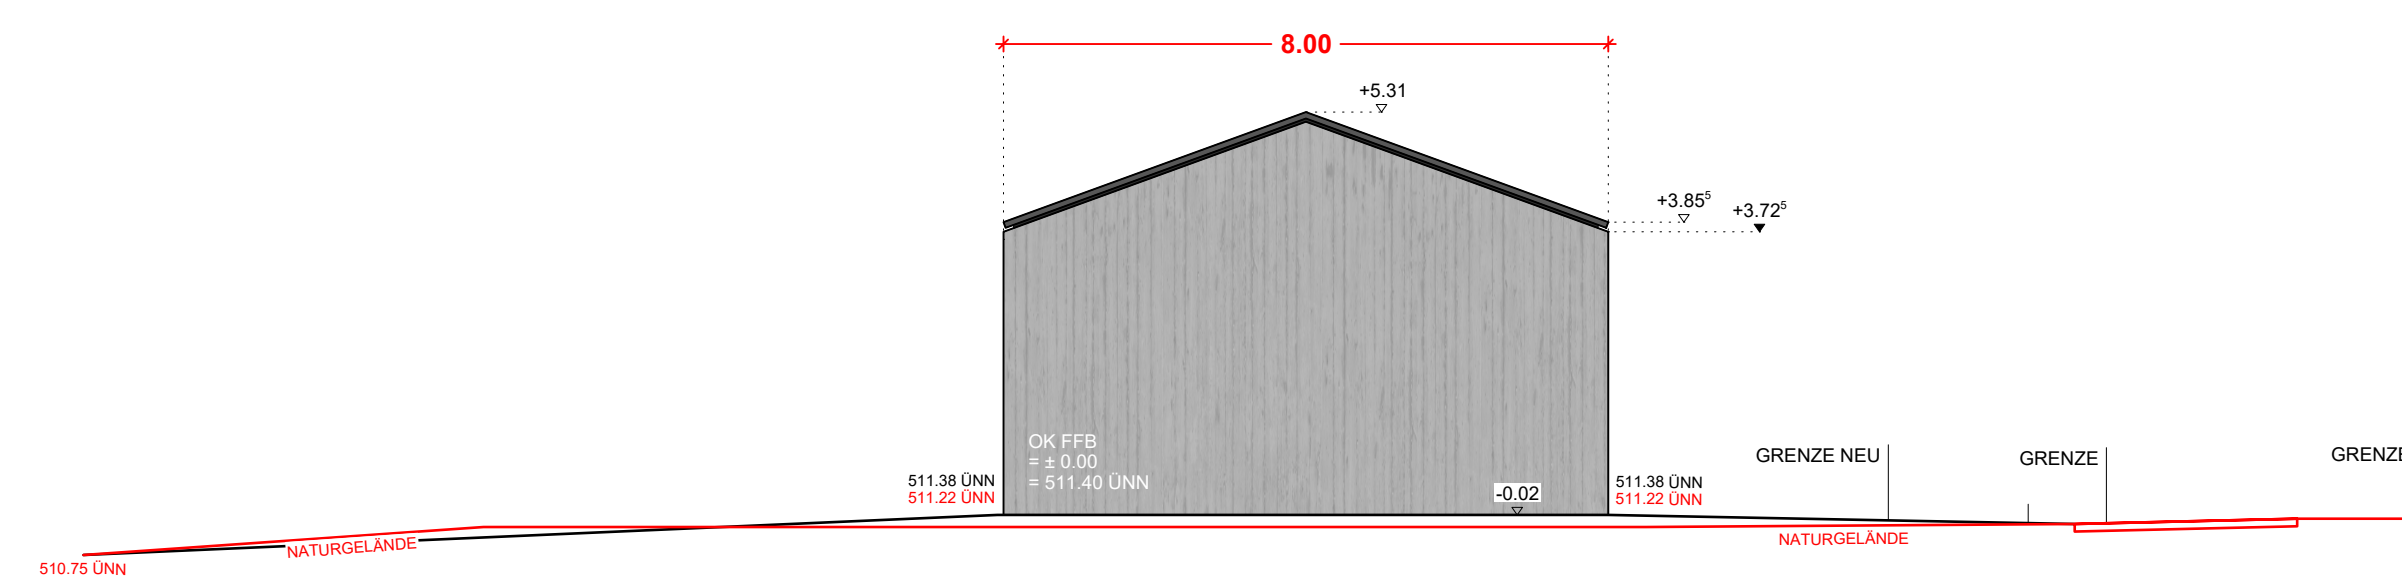 8.00
+5.31
+3.85⁵
+3.72⁵
OK FFB
= ± 0.00
= 511.40 ÜNN
511.38 ÜNN
511.22 ÜNN
-0.02
511.38 ÜNN
511.22 ÜNN
GRENZE NEU
GRENZE
GRENZE
NATURGELÄNDE
NATURGELÄNDE
510.75 ÜNN